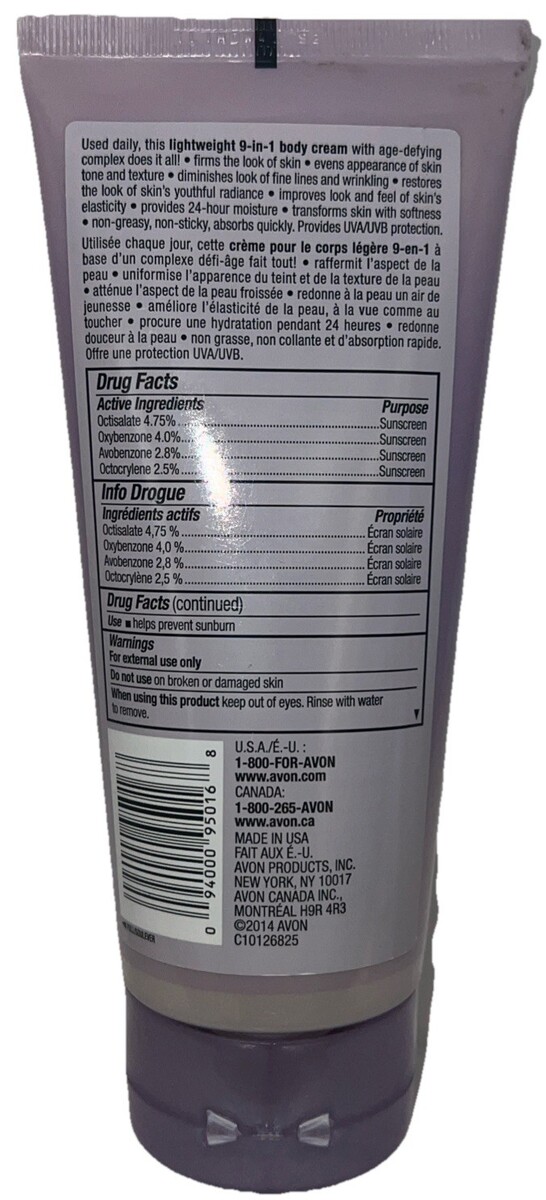 Used daily, this lightweight 9-in-1 body cream with age-defying
complex does it all! • firms the look of skin • evens appearance of skin
tone and texture • diminishes look of fine lines and wrinkling • restores
the look of skin's youthful radiance • improves look and feel of skin's
elasticity • provides 24-hour moisture • transforms skin with softness
• non-greasy, non-sticky, absorbs quickly. Provides UVA/UVB protection.
Utilisée chaque jour, cette crème pour le corps légère 9-en-1 à
base d'un complexe défi-âge fait tout! • raffermit l'aspect de la
peau • uniformise l'apparence du teint et de la texture de la peau
• atténue l'aspect de la peau froissée • redonne à la peau un air de
jeunesse • améliore l'élasticité de la peau, à la vue comme au
toucher • procure une hydratation pendant 24 heures • redonne
douceur à la peau • non grasse, non collante et d'absorption rapide.
Offre une protection UVA/UVB.
Drug Facts
Active Ingredients Purpose
Octisalate 4.75%.....Sunscreen
Oxybenzone 4.0%.....Sunscreen
Avobenzone 2.8%.....Sunscreen
Octocrylene 2.5%.....Sunscreen
Info Drogue
Ingrédients actifs Propriété
Octisalate 4,75 %.....Écran solaire
Oxybenzone 4,0 %.....Écran solaire
Avobenzone 2,8 %.....Écran solaire
Octocrylène 2,5 %.....Écran solaire
Drug Facts (continued)
Use ■ helps prevent sunburn
Warnings
For external use only
Do not use on broken or damaged skin
When using this product keep out of eyes. Rinse with water
to remove.
U.S.A./É.-U. :
1-800-FOR-AVON
www.avon.com
CANADA:
1-800-265-AVON
www.avon.ca
MADE IN USA
FAIT AUX É.-U.
AVON PRODUCTS, INC.
NEW YORK, NY 10017
AVON CANADA INC.,
MONTRÉAL H9R 4R3
©2014 AVON
C10126825
0 94000 95016 8